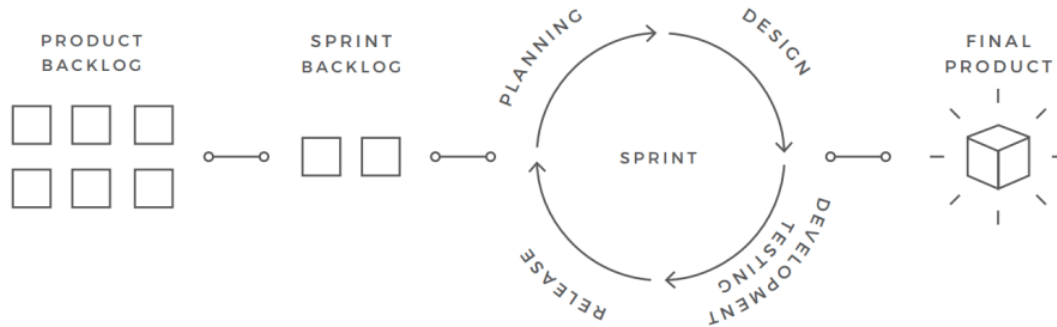 PRODUCT
BACKLOG
SPRINT
BACKLOG
PLANNING
DESIGN
SPRINT
DEVELOPMENT
TESTING
RELEASE
FINAL
PRODUCT